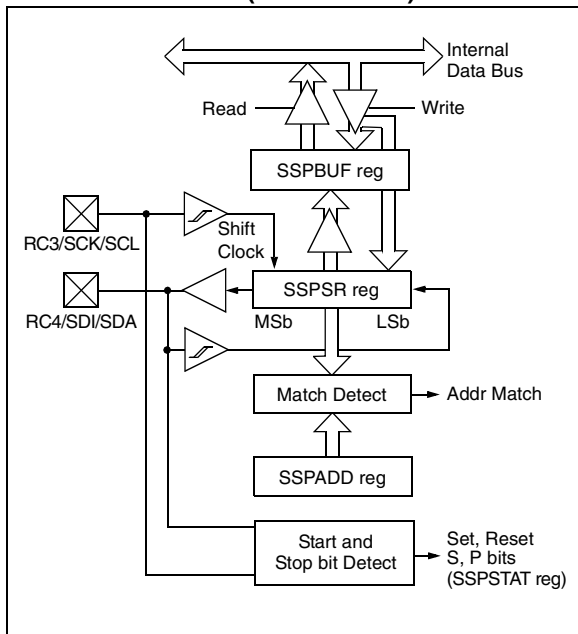 Internal
Data Bus
Read
Write
SSPBUF reg
RC3/SCK/SCL
Shift
Clock
SSPSR reg
RC4/SDI/SDA
MSb
LSb
Match Detect
Addr Match
SSPADD reg
Start and
Stop bit Detect
Set, Reset
S, P bits
(SSPSTAT reg)